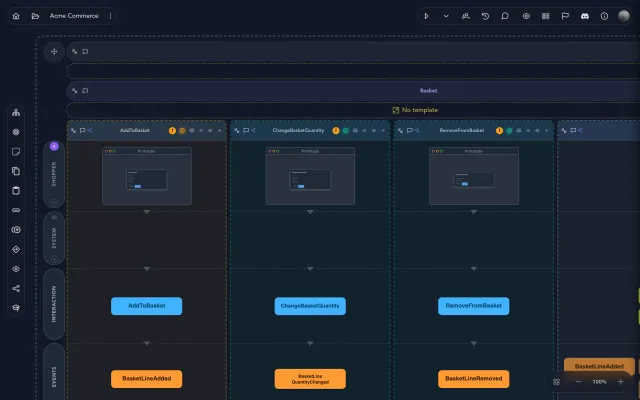 Acme Commerce
Basket
No template
AddToBasket
ChangeBasketQuantity
RemoveFromBasket
SHOPPER
Prototype
Prototype
Prototype
SYSTEM
INTERACTION
AddToBasket
ChangeBasketQuantity
RemoveFromBasket
EVENTS
BasketLineAdded
BasketLine
QuantityChanged
BasketLineRemoved
BasketLineAdded
100%